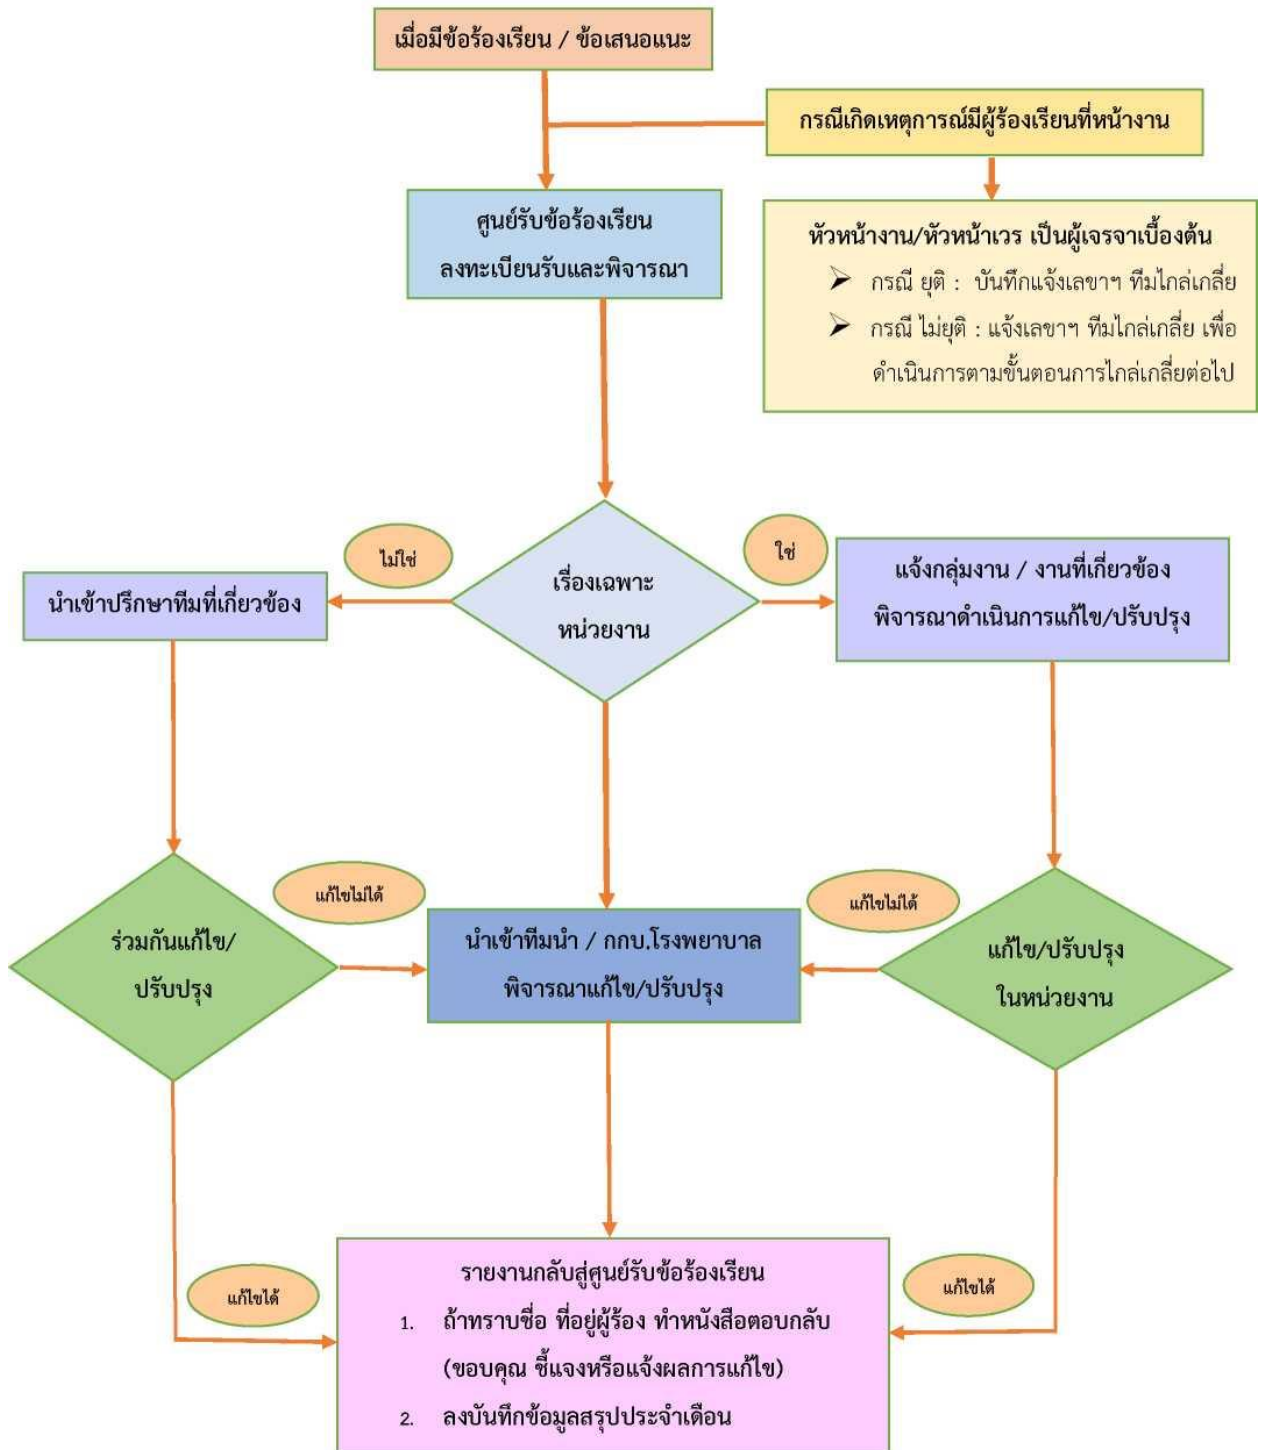 เมื่อมีข้อร้องเรียน / ข้อเสนอแนะ
กรณีเกิดเหตุการณ์มีผู้ร้องเรียนที่หน้างาน
ศูนย์รับข้อร้องเรียน
ลงทะเบียนรับและพิจารณา
หัวหน้างาน/หัวหน้าเวร เป็นผู้เจรจาเบื้องต้น
➢ กรณี ยุติ : บันทึกแจ้งเลขาฯ ทีมไกล่เกลี่ย
➢ กรณี ไม่ยุติ : แจ้งเลขาฯ ทีมไกล่เกลี่ย เพื่อ
ดำเนินการตามขั้นตอนการไกล่เกลี่ยต่อไป
ไม่ใช่
ใช่
เรื่องเฉพาะ
หน่วยงาน
นำเข้าปรึกษาทีมที่เกี่ยวข้อง
แจ้งกลุ่มงาน / งานที่เกี่ยวข้อง
พิจารณาดำเนินการแก้ไข/ปรับปรุง
แก้ไขไม่ได้
แก้ไขไม่ได้
ร่วมกันแก้ไข/
ปรับปรุง
นำเข้าทีมนำ / กกบ.โรงพยาบาล
พิจารณาแก้ไข/ปรับปรุง
แก้ไข/ปรับปรุง
ในหน่วยงาน
แก้ไขได้
แก้ไขได้
รายงานกลับสู่ศูนย์รับข้อร้องเรียน
1. ถ้าทราบชื่อ ที่อยู่ผู้ร้อง ทำหนังสือตอบกลับ
(ขอบคุณ ชี้แจงหรือแจ้งผลการแก้ไข)
2. ลงบันทึกข้อมูลสรุปประจำเดือน